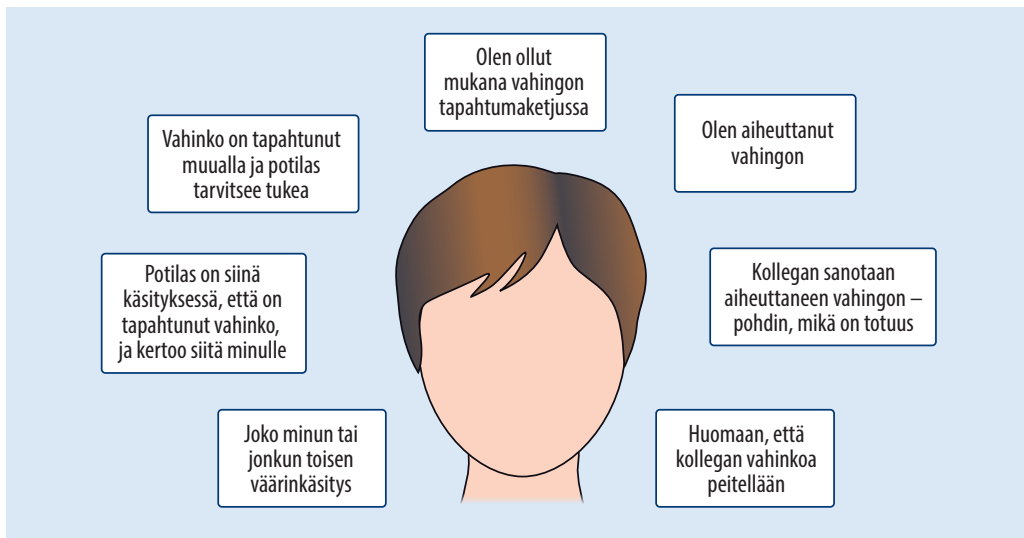 Olen ollut
mukana vahingon
tapahtumaketjussa
Vahinko on tapahtunut
muualla ja potilas
tarvitsee tukea
Olen aiheuttanut
vahingon
Potilas on siinä
käsityksessä, että on
tapahtunut vahinko,
ja kertoo siitä minulle
Kollegan sanotaan
aiheuttaneen vahingon –
pohdin, mikä on totuus
Joko minun tai
jonkun toisen
väärinkäsitys
Huomaan, että
kollegan vahinkoa
peitellään